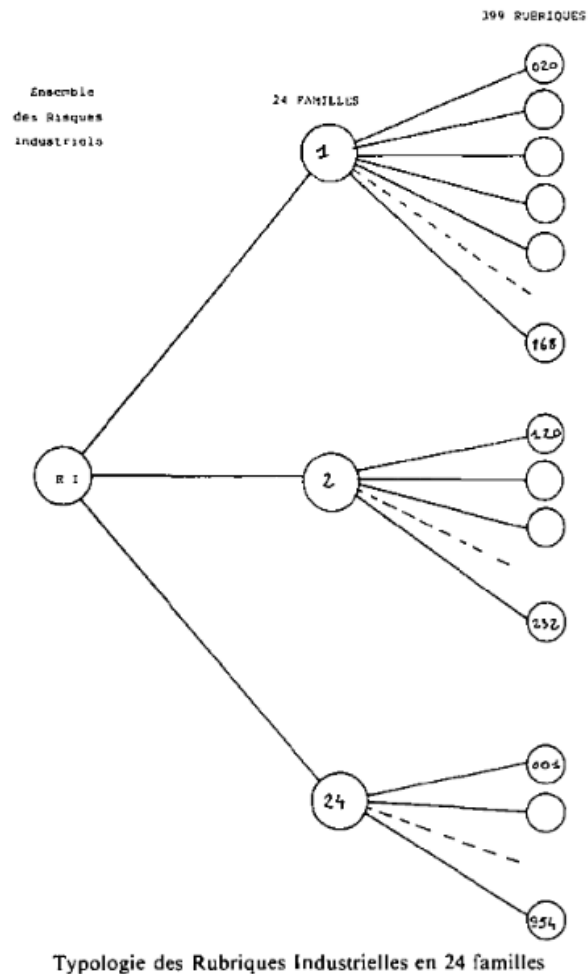 399 RUBRIQUES
Ensemble
des Risques
Industriels
24 FAMILLES
020
1
168
120
R I
2
232
001
24
954
Typologie des Rubriques Industrielles en 24 familles